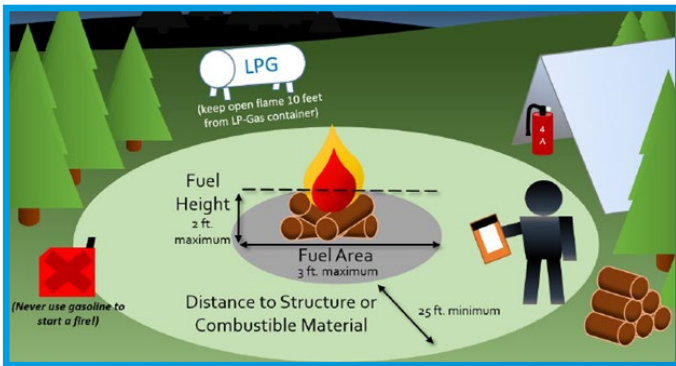 LPG
(keep open flame 10 feet
from LP-Gas container)
4
A
Fuel
Height
2 ft.
maximum
Fuel Area
3 ft. maximum
(Never use gasoline to
start a fire!)
Distance to Structure or
Combustible Material
25 ft. minimum